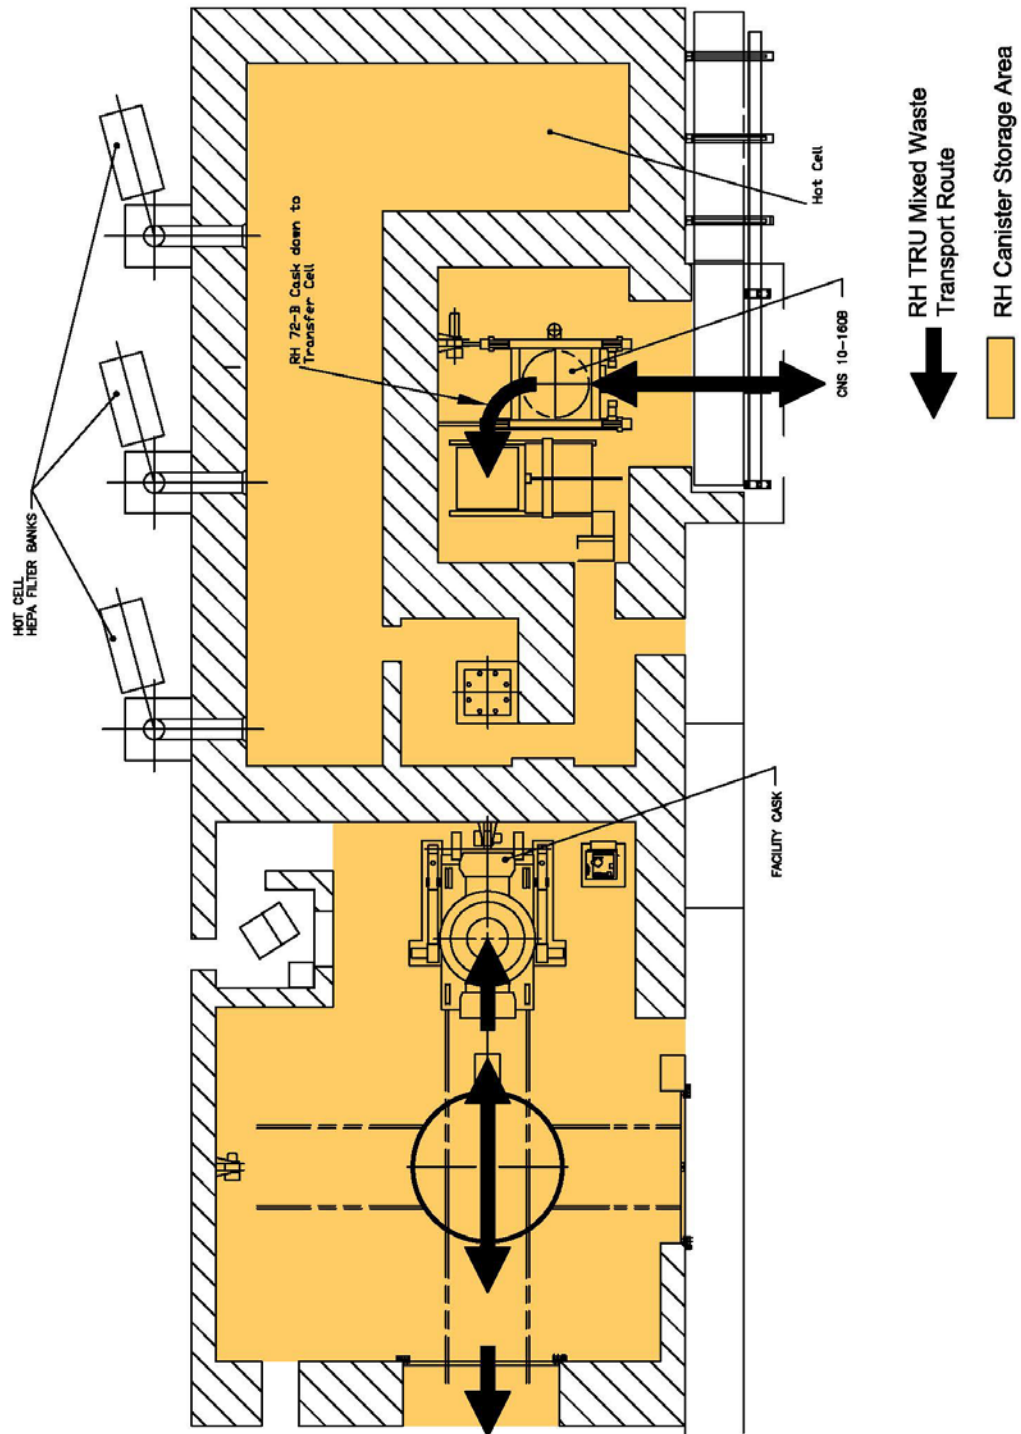 HOT CELL
HEPA FILTER BANKS
RH 72-B Cask down to
Transfer Cell
Hot Cell
CNS 10-160B
FACILITY CASK
RH TRU Mixed Waste
Transport Route
RH Canister Storage Area